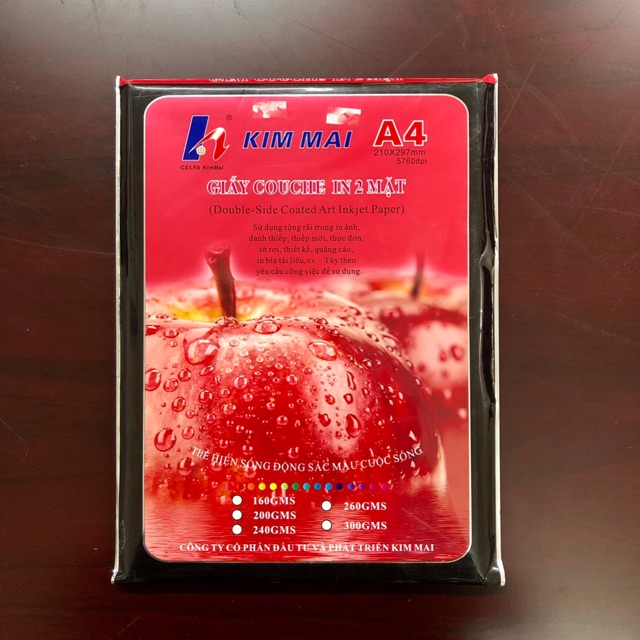 KIM MAI
A4
210X297mm
5760dpi
CSLFA-KimMai
GIẤY COUCHE IN 2 MẶT
(Double-Side Coated Art Inkjet Paper)
Sử dụng rộng rãi trong in ảnh,
danh thiếp, thiếp mời, thực đơn,
tờ rơi, thiết kế, quảng cáo,
in bìa tài liệu,vv. Tùy theo
yêu cầu công việc để sử dụng.
THỂ HIỆN SỐNG ĐỘNG SẮC MÀU CUỘC SỐNG
160GMS
200GMS
240GMS
260GMS
300GMS
CÔNG TY CỔ PHẦN ĐẦU TƯ VÀ PHÁT TRIỂN KIM MAI